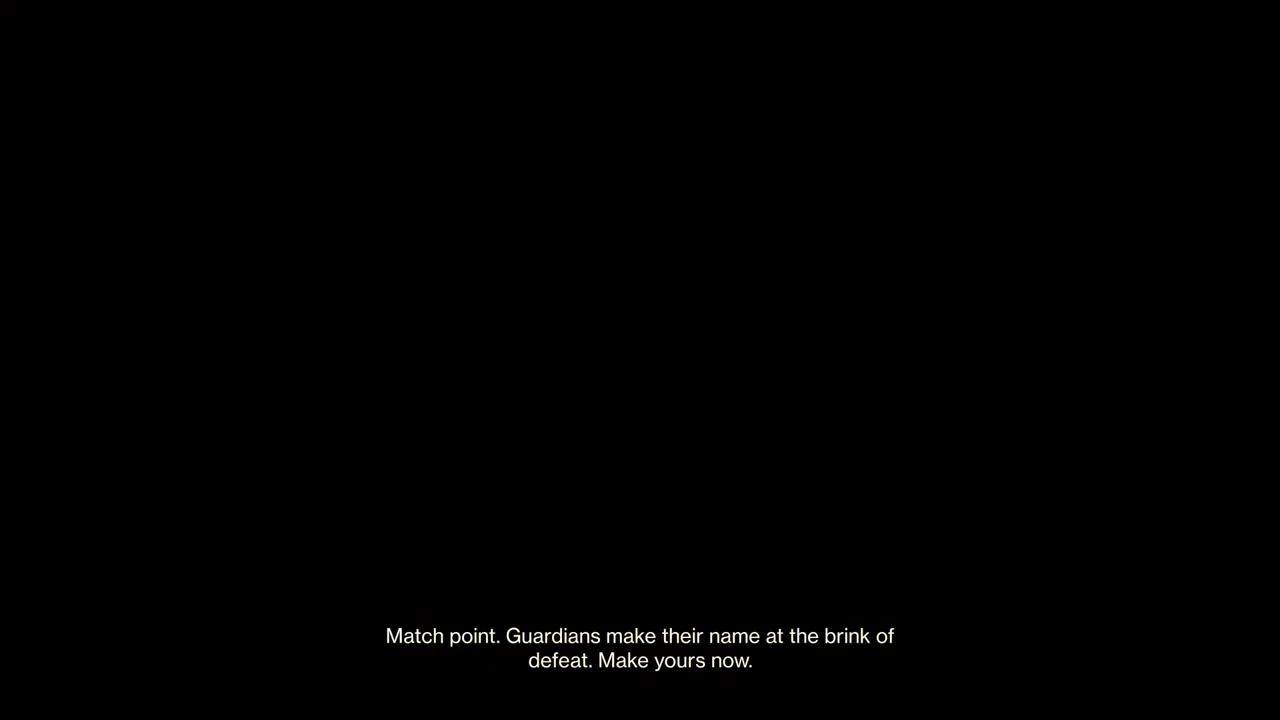 Match point. Guardians make their name at the brink of
defeat. Make yours now.